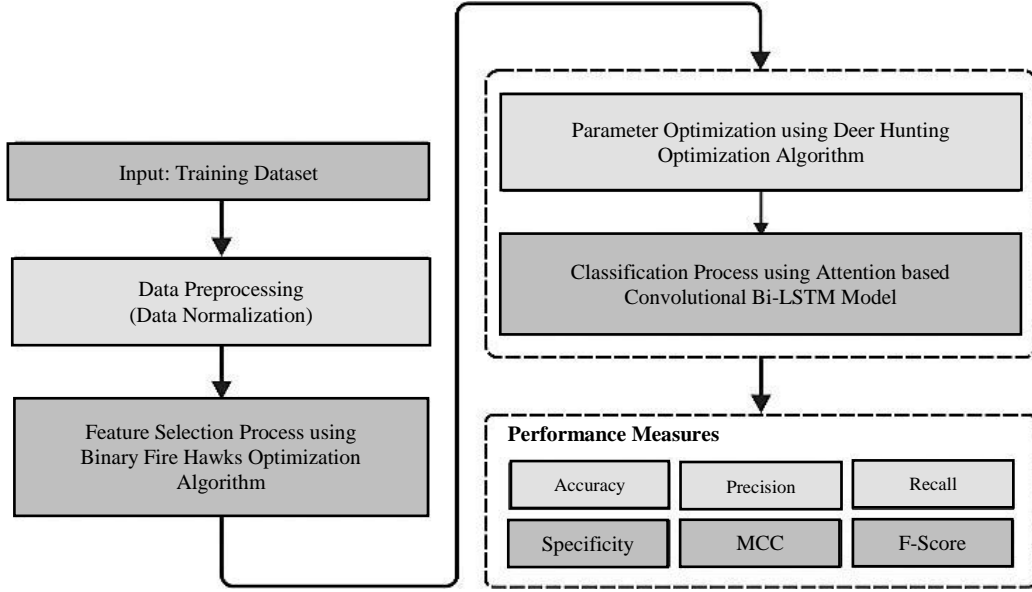 Input: Training Dataset
Data Preprocessing
(Data Normalization)
Feature Selection Process using
Binary Fire Hawks Optimization
Algorithm
Parameter Optimization using Deer Hunting
Optimization Algorithm
Classification Process using Attention based
Convolutional Bi-LSTM Model
Performance Measures
Accuracy
Precision
Recall
Specificity
MCC
F-Score